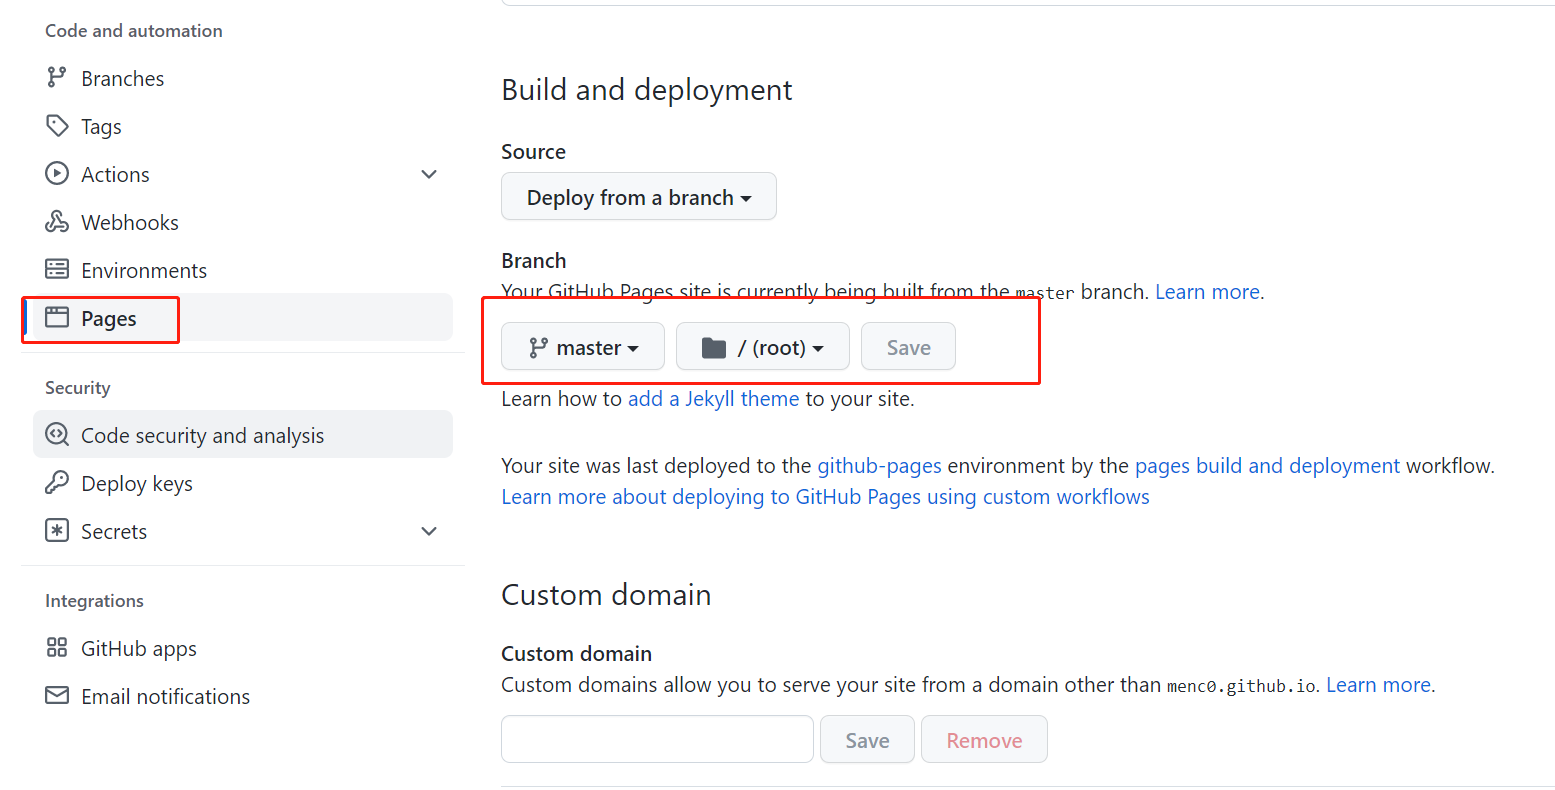 Code and automation
Branches
Tags
Actions
Webhooks
Environments
Pages
Security
Code security and analysis
Deploy keys
Secrets
Integrations
GitHub apps
Email notifications
Build and deployment
Source
Deploy from a branch
Branch
Your GitHub Pages site is currently being built from the master branch. Learn more.
master / (root) Save
Learn how to add a Jekyll theme to your site.
Your site was last deployed to the github-pages environment by the pages build and deployment workflow.
Learn more about deploying to GitHub Pages using custom workflows
Custom domain
Custom domain
Custom domains allow you to serve your site from a domain other than menc0.github.io. Learn more.
Save Remove